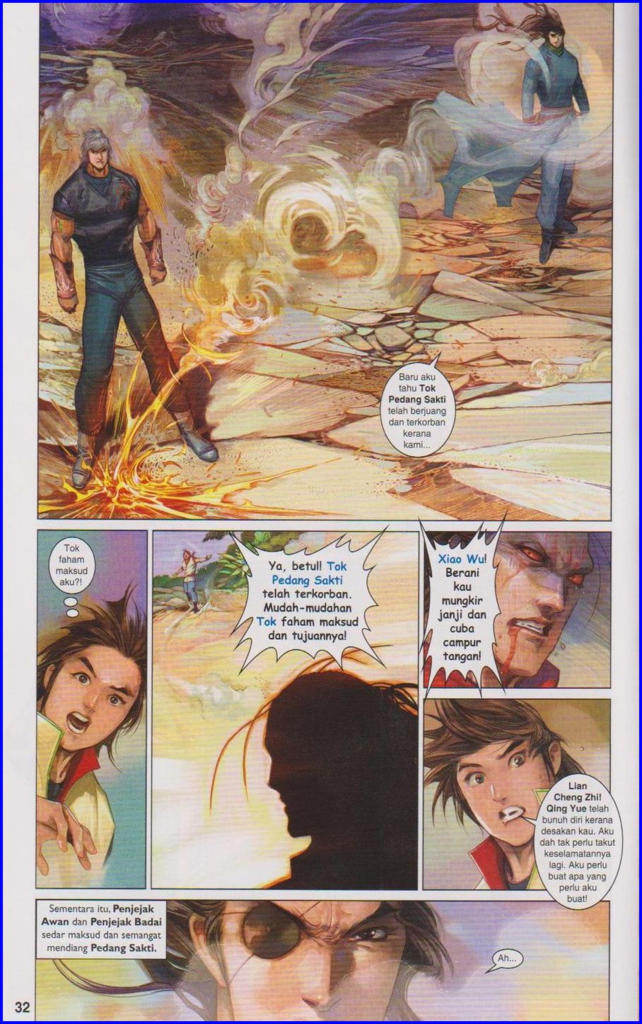 Baru aku
tahu Tok
Pedang Sakti
telah berjuang
dan terkorban
kerana
kami...
Tok
faham
maksud
aku?!
Ya, betul! Tok
Pedang Sakti
telah terkorban.
Mudah-mudahan
Tok faham maksud
dan tujuannya!
Xiao Wu!
Berani
kau
mungkir
janji dan
cuba
campur
tangan!
Lian
Cheng Zhi!
Qing Yue telah
bunuh diri kerana
desakan kau. Aku
dah tak perlu takut
keselamatannya
lagi. Aku perlu
buat apa yang
perlu aku
buat!
Sementara itu, Penjejak
Awan dan Penjejak Badai
sedar maksud dan semangat
mendiang Pedang Sakti.
Ah...
32